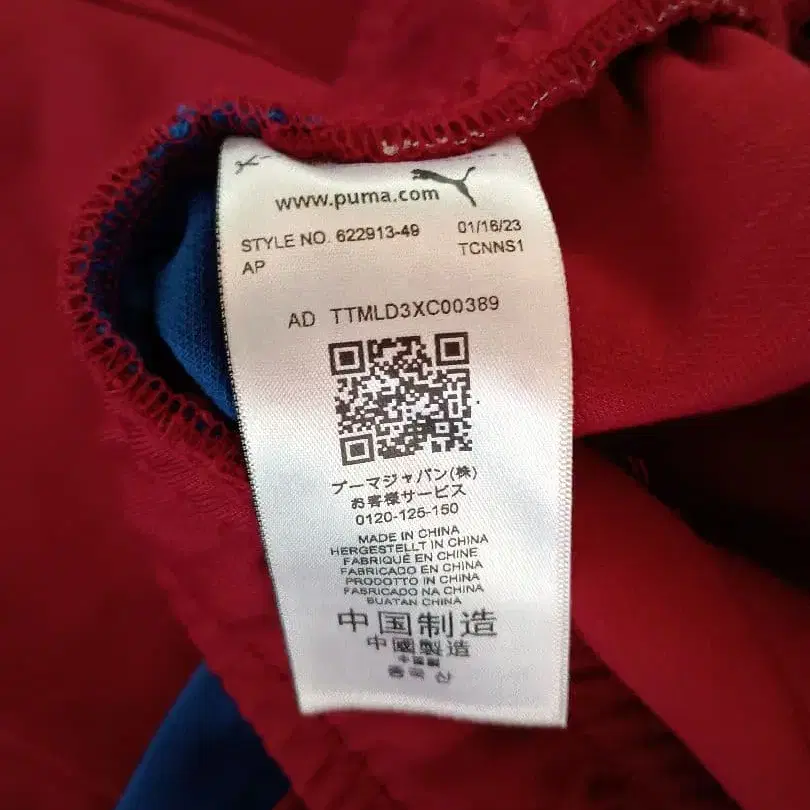 www.puma.com
STYLE NO. 622913-49 01/16/23
AP TCNNS1
AD TTMLD3XC00389
プーマジャパン(株)
お客様サービス
0120-125-150
MADE IN CHINA
HERGESTELLT IN CHINA
FABRIQUÉ EN CHINE
FABRICADO EN CHINA
PRODOTTO IN CHINA
FABRICADO NA CHINA
BUATAN CHINA
中国制造
中國製造
중국 산